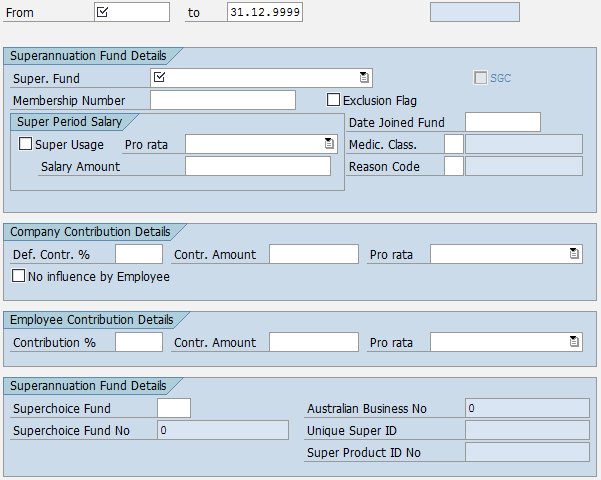 From to 31.12.9999
Superannuation Fund Details
Super. Fund SGC
Membership Number Exclusion Flag
Super Period Salary Date Joined Fund
Super Usage Pro rata Medic. Class.
Salary Amount Reason Code
Company Contribution Details
Def. Contr. % Contr. Amount Pro rata
No influence by Employee
Employee Contribution Details
Contribution % Contr. Amount Pro rata
Superannuation Fund Details
Superchoice Fund Australian Business No 0
Superchoice Fund No 0 Unique Super ID
Super Product ID No